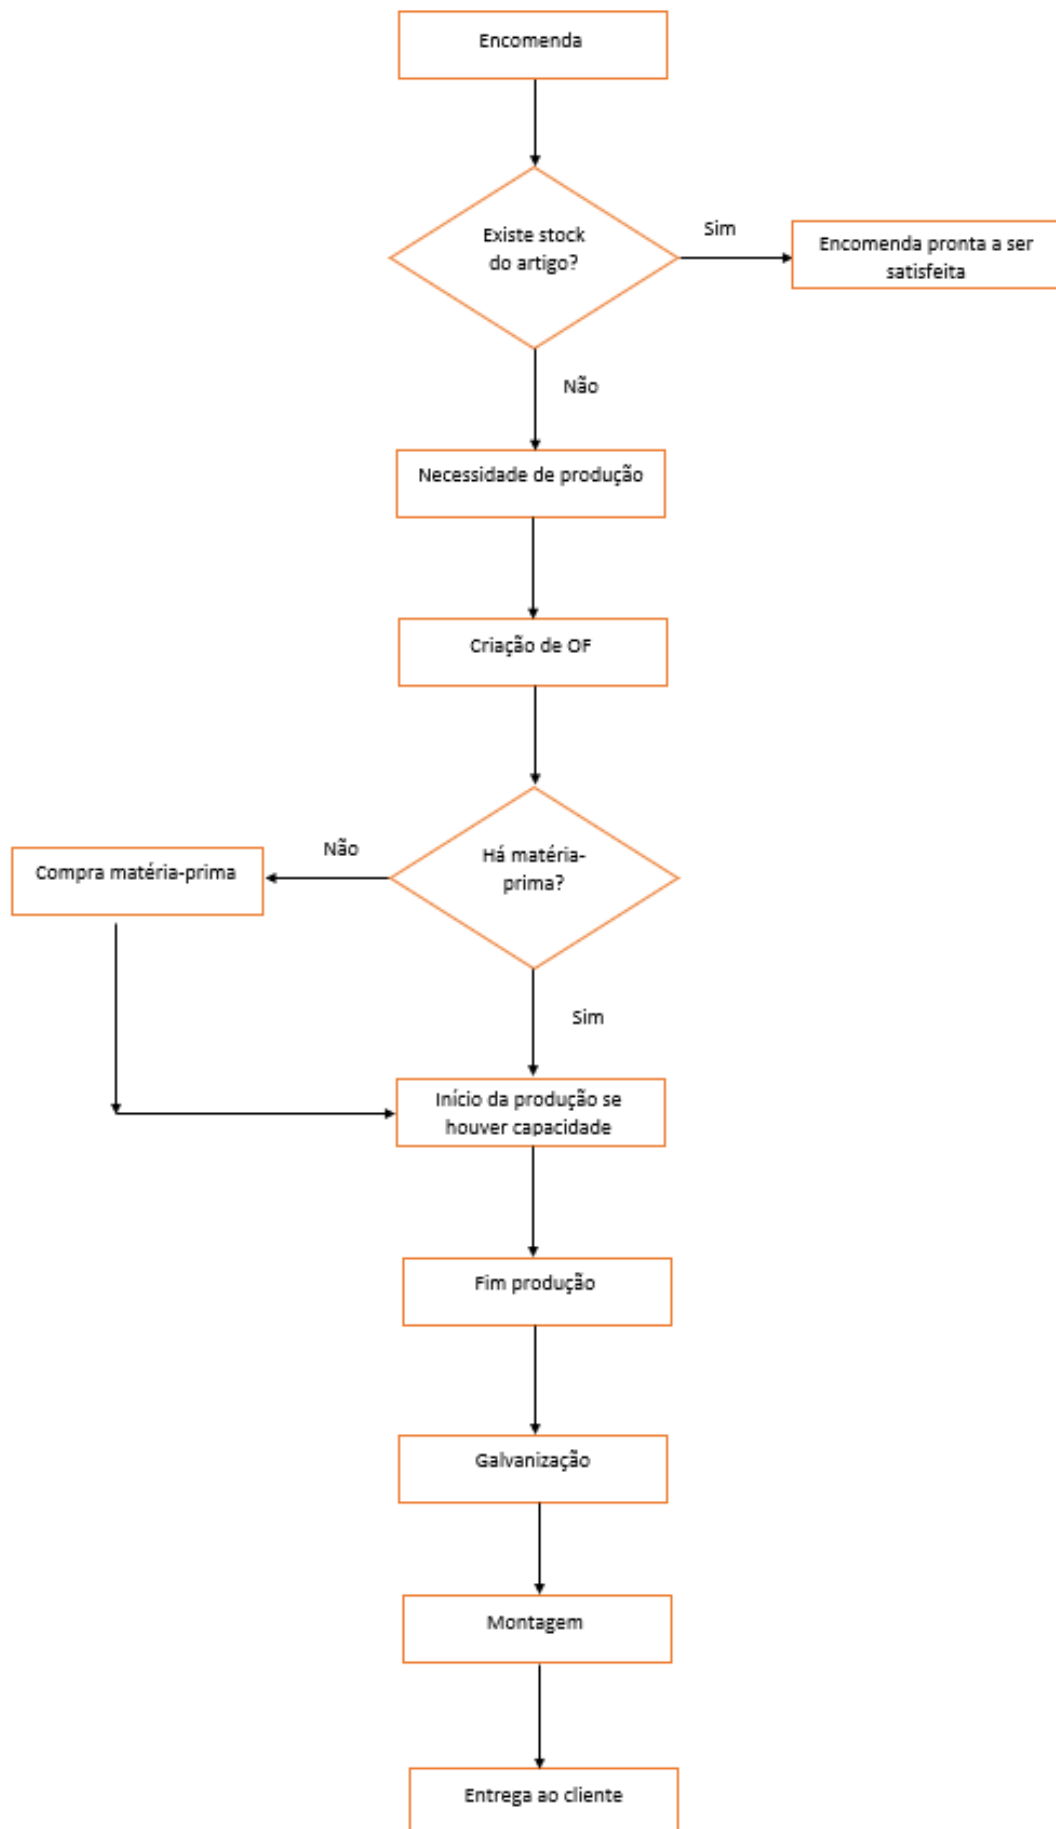 Encomenda
Existe stock
do artigo?
Sim
Encomenda pronta a ser
satisfeita
Não
Necessidade de produção
Criação de OF
Há matéria-
prima?
Não
Compra matéria-prima
Sim
Início da produção se
houver capacidade
Fim produção
Galvanização
Montagem
Entrega ao cliente